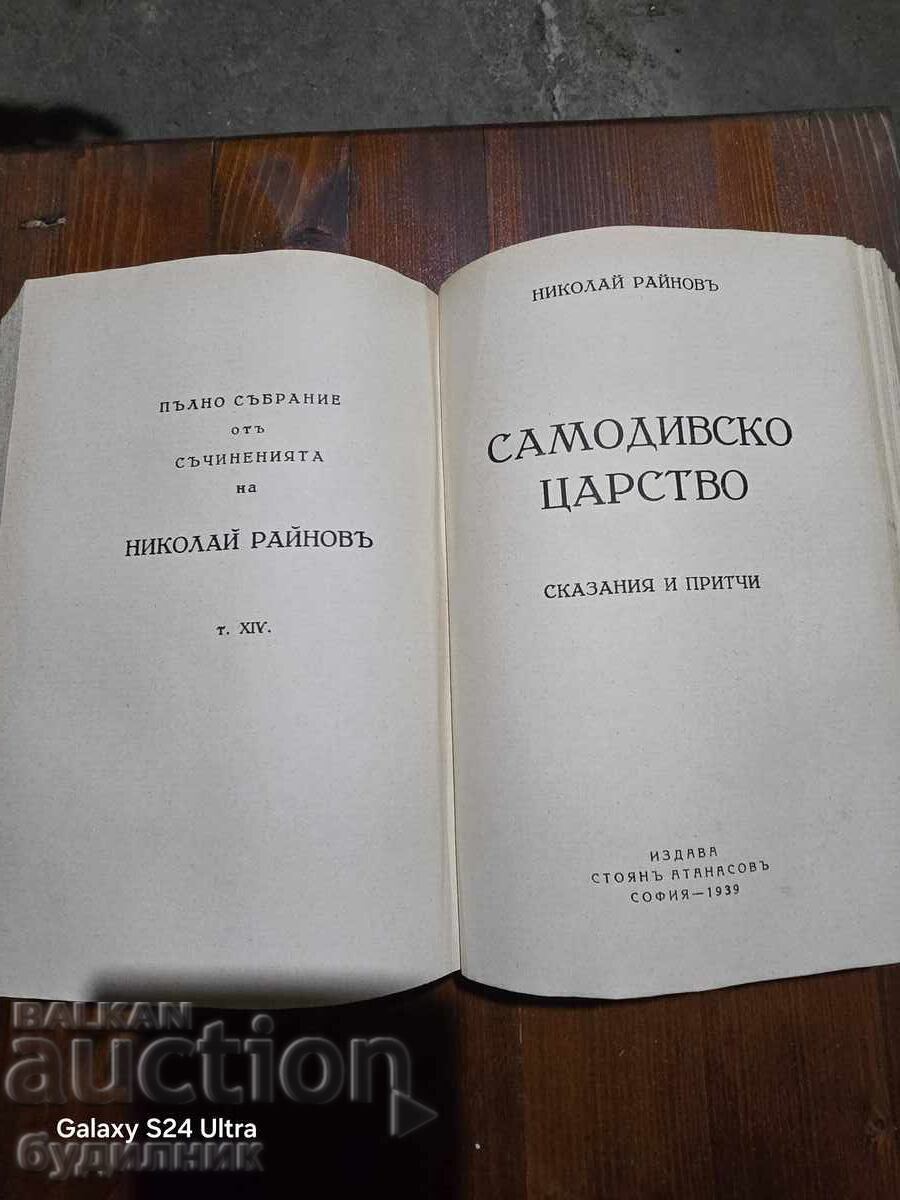 ПЪЛНО СЪБРАНИЕ
отъ
СЪЧИНЕНИЯТА
на
НИКОЛАЙ РАЙНОВЪ
т. XIV.
НИКОЛАЙ РАЙНОВЪ
САМОДИВСКО
ЦАРСТВО
СКАЗАНИЯ И ПРИТЧИ
ИЗДАВА
СТОЯНЪ АТАНАСОВЪ
СОФИЯ—1939
BALKAN
auction
Galaxy S24 Ultra
будилник